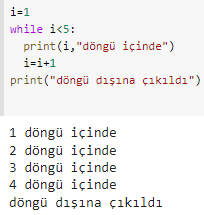 i=1
while i<5:
  print(i,"döngü içinde")
  i=i+1
print("döngü dışına çıkıldı")
1 döngü içinde
2 döngü içinde
3 döngü içinde
4 döngü içinde
döngü dışına çıkıldı